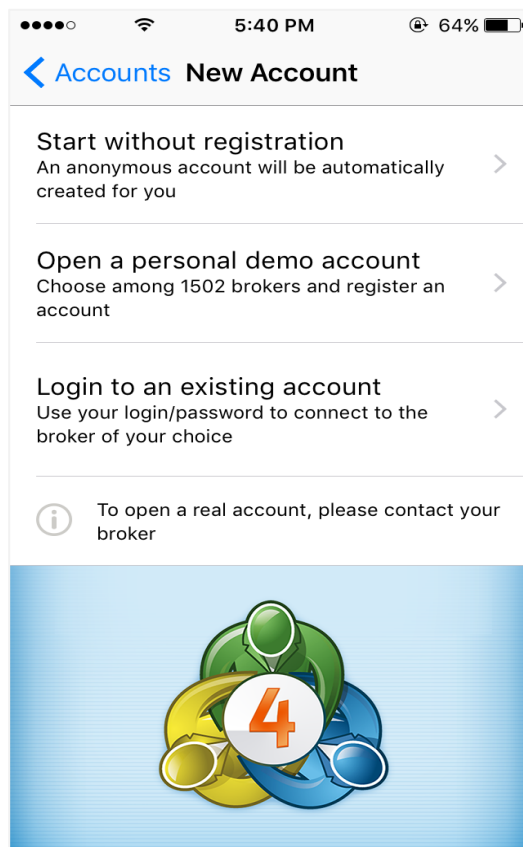 5:40 PM 64%
Accounts New Account
Start without registration
An anonymous account will be automatically
created for you
Open a personal demo account
Choose among 1502 brokers and register an
account
Login to an existing account
Use your login/password to connect to the
broker of your choice
To open a real account, please contact your
broker
4